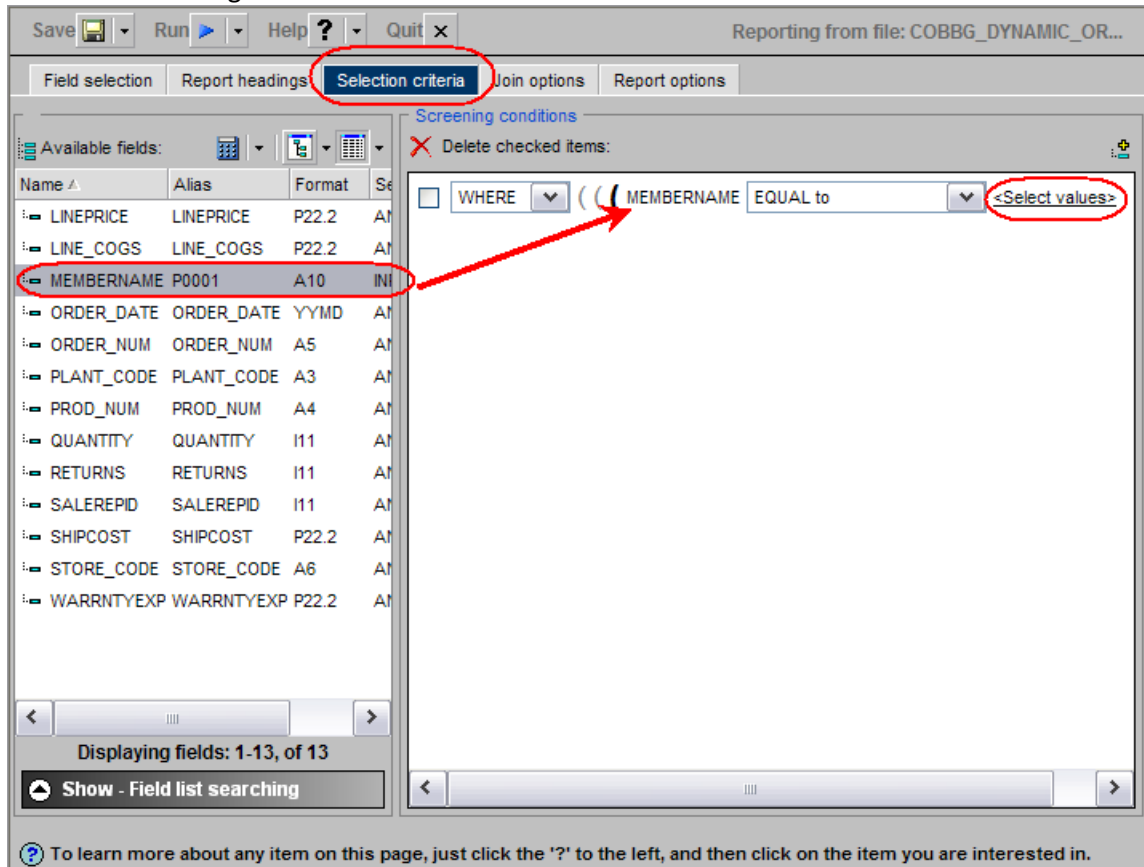 Save Run Help ? Quit x Reporting from file: COBBG_DYNAMIC_OR...
Field selection Report headings Selection criteria Join options Report options
Screening conditions
Available fields:
Delete checked items:
Name Alias Format
WHERE ( ( ( MEMBERNAME EQUAL to <Select values>
LINEPRICE LINEPRICE P22.2
LINE_COGS LINE_COGS P22.2
MEMBERNAME P0001 A10
ORDER_DATE ORDER_DATE YYMD
ORDER_NUM ORDER_NUM A5
PLANT_CODE PLANT_CODE A3
PROD_NUM PROD_NUM A4
QUANTITY QUANTITY I11
RETURNS RETURNS I11
SALEREPID SALEREPID I11
SHIPCOST SHIPCOST P22.2
STORE_CODE STORE_CODE A6
WARRNTYEXP WARRNTYEXP P22.2
Displaying fields: 1-13, of 13
Show - Field list searching
? To learn more about any item on this page, just click the '?' to the left, and then click on the item you are interested in.